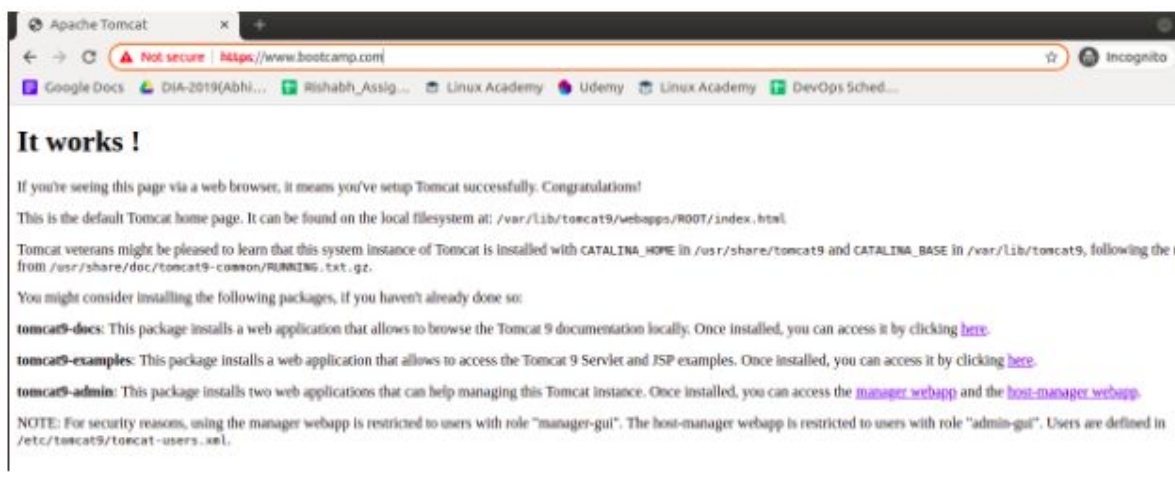 Apache Tomcat
Not secure | https://www.bootcamp.com
Incognito
Google Docs DIA-2019(Abhi... Rishabh_Assig... Linux Academy Udemy Linux Academy DevOps Sched...
It works !
If you're seeing this page via a web browser, it means you've setup Tomcat successfully. Congratulations!
This is the default Tomcat home page. It can be found on the local filesystem at: /var/lib/tomcat9/webapps/ROOT/index.html
Tomcat veterans might be pleased to learn that this system instance of Tomcat is installed with CATALINA_HOME in /usr/share/tomcat9 and CATALINA_BASE in /var/lib/tomcat9, following the
from /usr/share/doc/tomcat9-common/RUNNING.txt.gz.
You might consider installing the following packages, if you haven't already done so:
tomcat9-docs: This package installs a web application that allows to browse the Tomcat 9 documentation locally. Once installed, you can access it by clicking here.
tomcat9-examples: This package installs a web application that allows to access the Tomcat 9 Servlet and JSP examples. Once installed, you can access it by clicking here.
tomcat9-admin: This package installs two web applications that can help managing this Tomcat instance. Once installed, you can access the manager webapp and the host-manager webapp.
NOTE: For security reasons, using the manager webapp is restricted to users with role "manager-gui". The host-manager webapp is restricted to users with role "admin-gui". Users are defined in
/etc/tomcat9/tomcat-users.xml.